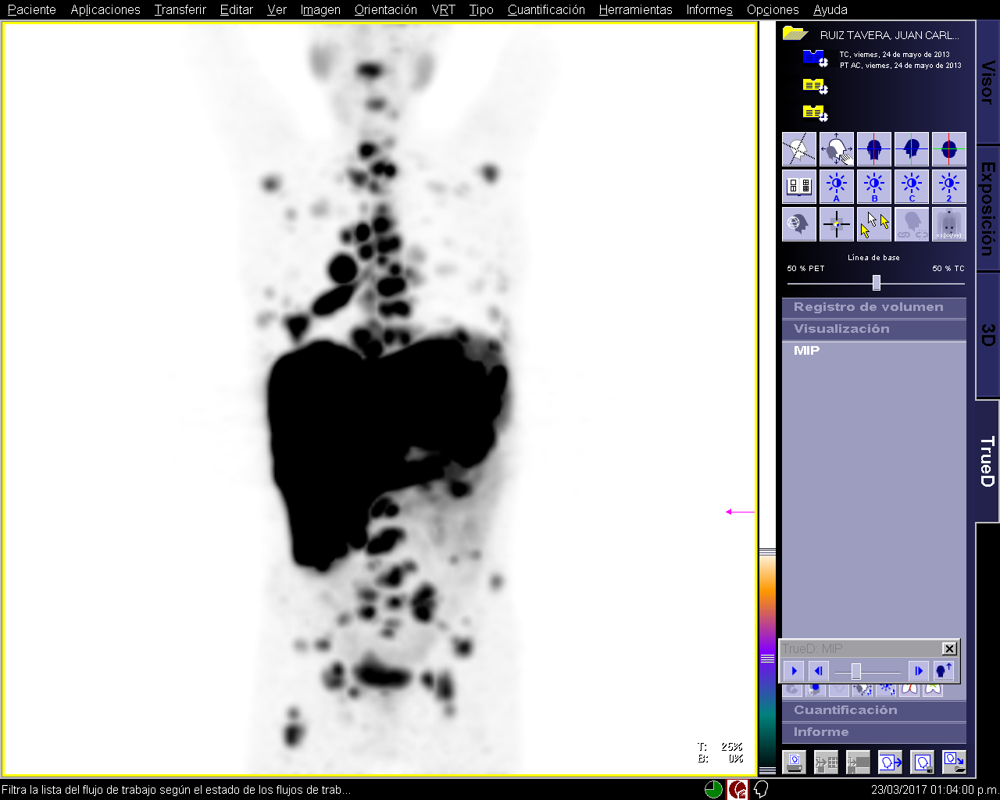 Paciente Aplicaciones Transferir Editar Ver Imagen Orientación VRT Tipo Cuantificación Herramientas Informes Opciones Ayuda
RUIZ TAVERA, JUAN CARL...
TC, viernes, 24 de mayo de 2013
PT AC, viernes, 24 de mayo de 2013
Visor
Exposición
3D
TrueD
A B C 2
Línea de base
50 % PET 50 % TC
Registro de volumen
Visualización
MIP
TrueD: MIP
Cuantificación
Informe
T: 25%
B: 0%
Filtra la lista del flujo de trabajo según el estado de los flujos de trab...
23/03/2017 01:04:00 p.m.